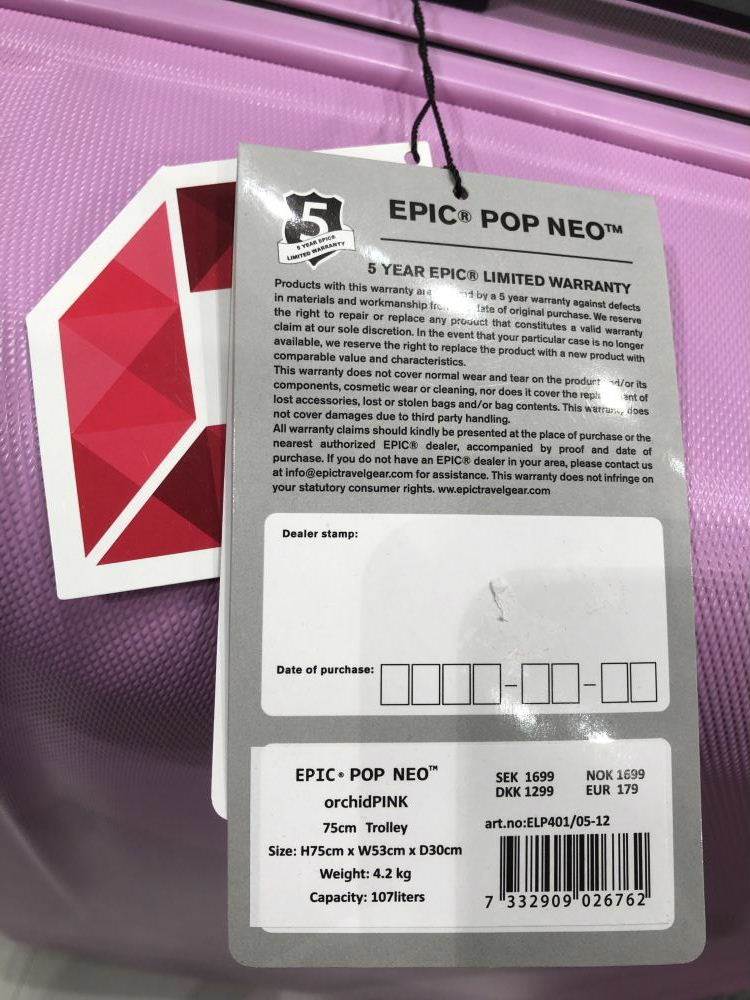 5
5 YEAR EPIC®
LIMITED WARRANTY
EPIC® POP NEO™
5 YEAR EPIC® LIMITED WARRANTY
Products with this warranty are by a 5 year warranty against defects
in materials and workmanship date of original purchase. We reserve
the right to repair or replace any product that constitutes a valid warranty
claim at our sole discretion. In the event that your particular case is no longer
available, we reserve the right to replace the product with a new product with
comparable value and characteristics.
This warranty does not cover normal wear and tear on the product and/or its
components, cosmetic wear or cleaning, nor does it cover the replacement of
lost accessories, lost or stolen bags and/or bag contents. This warranty does
not cover damages due to third party handling.
All warranty claims should kindly be presented at the place of purchase or the
nearest authorized EPIC® dealer, accompanied by proof and date of
purchase. If you do not have an EPIC® dealer in your area, please contact us
at info@epictravelgear.com for assistance. This warranty does not infringe on
your statutory consumer rights. ww.epictravelgear.com
Dealer stamp:
Date of purchase: – –
EPIC® POP NEO™
orchidPINK
75cm Trolley
Size: H75cm x W53cm x D30cm
Weight: 4.2 kg
Capacity: 107liters
SEK 1699 NOK 1699
DKK 1299 EUR 179
art.no:ELP401/05-12
7 332909 026762